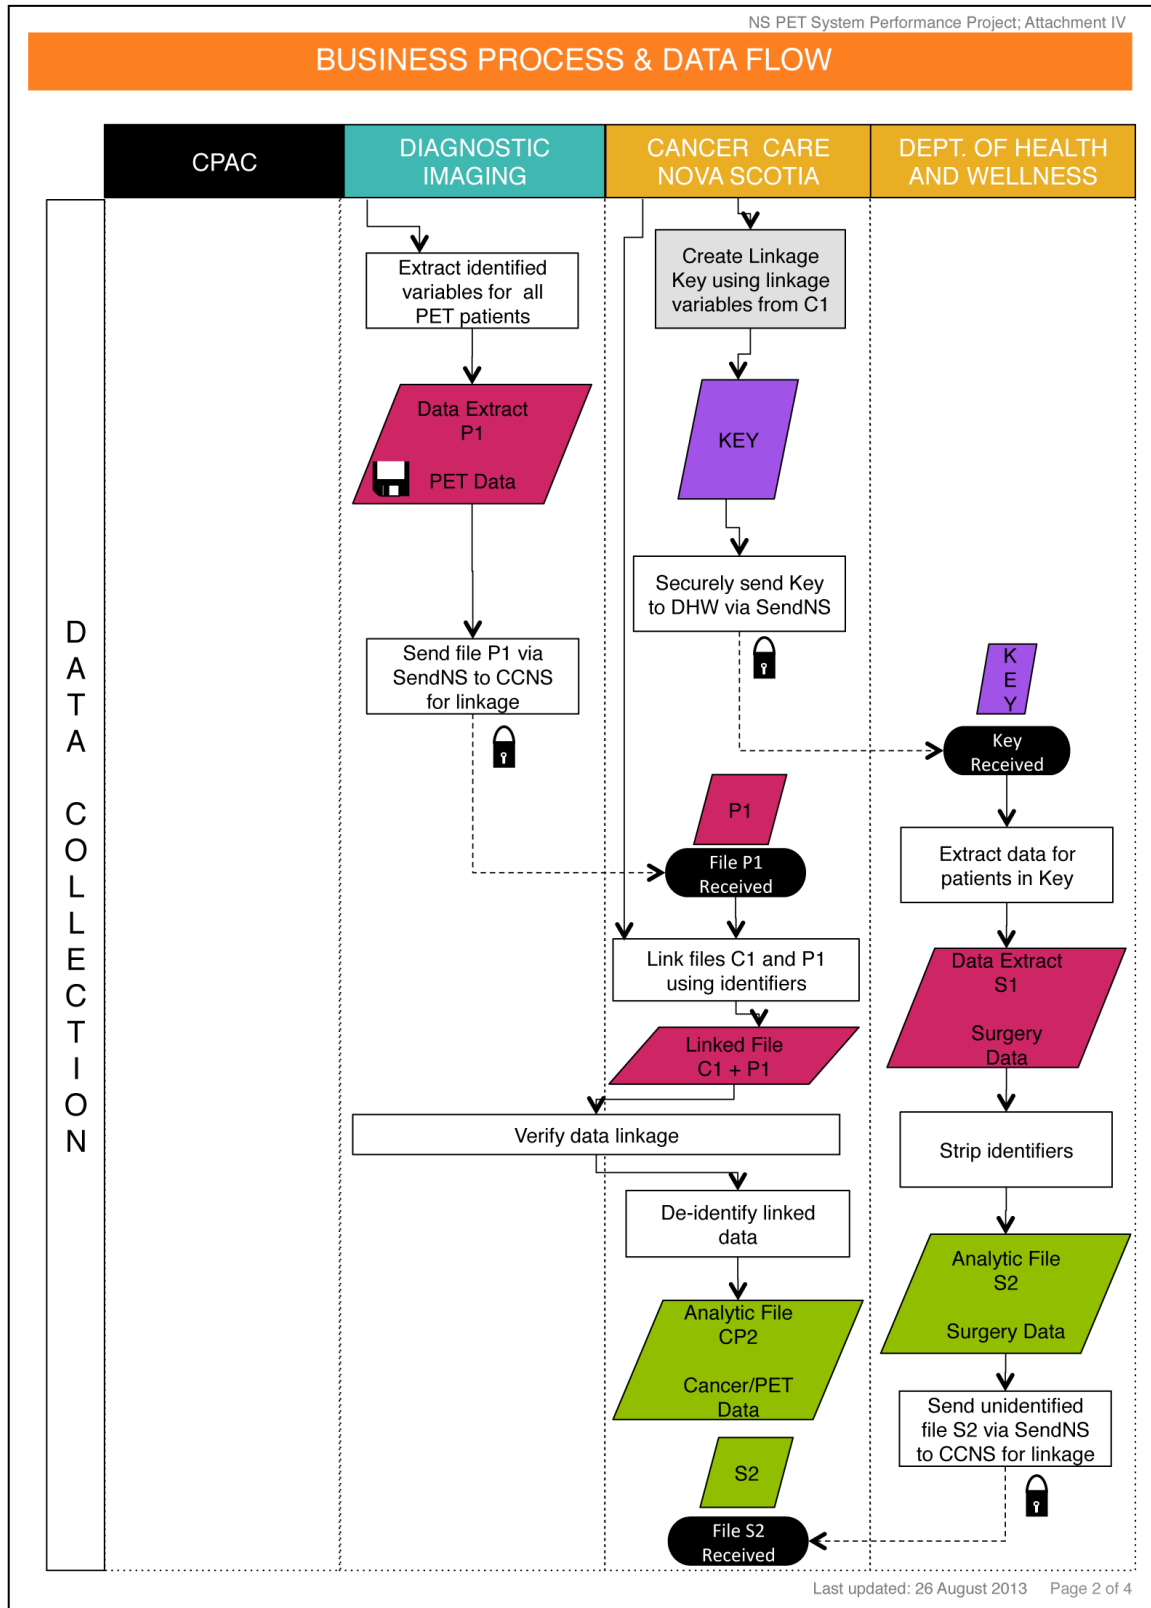 NS PET System Performance Project; Attachment IV
BUSINESS PROCESS & DATA FLOW
CPAC
DIAGNOSTIC
IMAGING
CANCER CARE
NOVA SCOTIA
DEPT. OF HEALTH
AND WELLNESS
DATA COLLECTION
Extract identified
variables for all
PET patients
Data Extract
P1
PET Data
Send file P1 via
SendNS to CCNS
for linkage
Create Linkage
Key using linkage
variables from C1
KEY
Securely send Key
to DHW via SendNS
P1
File P1
Received
Link files C1 and P1
using identifiers
Linked File
C1 + P1
Verify data linkage
De-identify linked
data
Analytic File
CP2
Cancer/PET
Data
S2
File S2
Received
K
E
Y
Key
Received
Extract data for
patients in Key
Data Extract
S1
Surgery
Data
Strip identifiers
Analytic File
S2
Surgery Data
Send unidentified
file S2 via SendNS
to CCNS for linkage
Last updated: 26 August 2013 Page 2 of 4